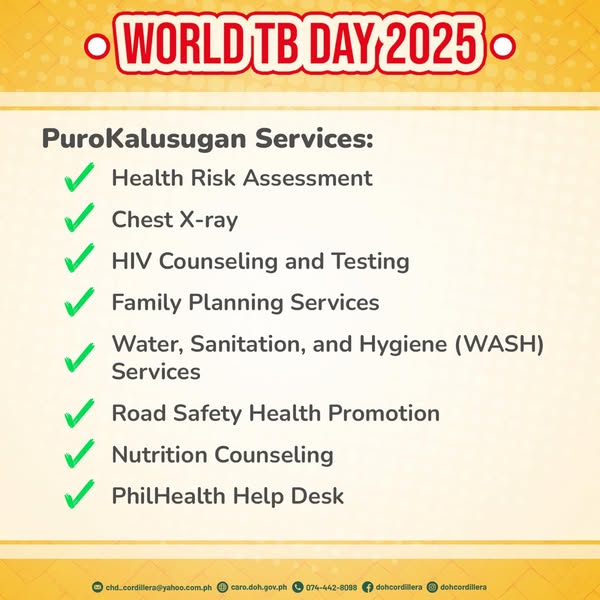 WORLD TB DAY 2025
PuroKalusugan Services:
Health Risk Assessment
Chest X-ray
HIV Counseling and Testing
Family Planning Services
Water, Sanitation, and Hygiene (WASH)
Services
Road Safety Health Promotion
Nutrition Counseling
PhilHealth Help Desk
chd_cordillera@yahoo.com.ph caro.doh.gov.ph 074-442-8098 dohcordillera dohcordillera